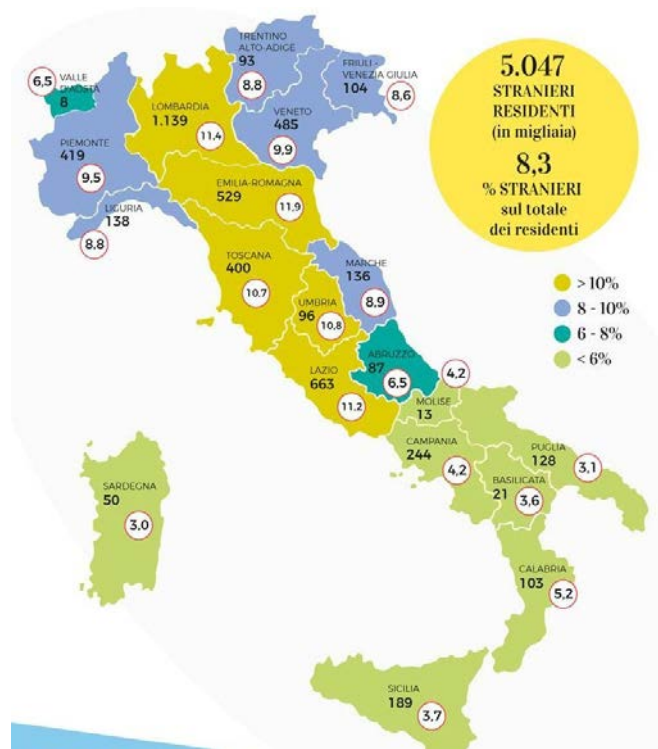 TRENTINO
ALTO-ADIGE
93
8,8
FRIULI-
VENEZIA GIULIA
104
8,6
6,5
VALLE
D'AOSTA
8
LOMBARDIA
1.139
11,4
VENETO
485
9,9
PIEMONTE
419
9,5
EMILIA-ROMAGNA
529
11,9
LIGURIA
138
8,8
TOSCANA
400
10,7
MARCHE
136
8,9
UMBRIA
96
10,8
LAZIO
663
11,2
ABRUZZO
87
6,5
4,2
MOLISE
13
CAMPANIA
244
4,2
PUGLIA
128
3,1
BASILICATA
21
3,6
SARDEGNA
50
3,0
CALABRIA
103
5,2
SICILIA
189
3,7
5.047
STRANIERI
RESIDENTI
(in migliaia)
8,3
% STRANIERI
sul totale
dei residenti
> 10%
8 - 10%
6 - 8%
< 6%